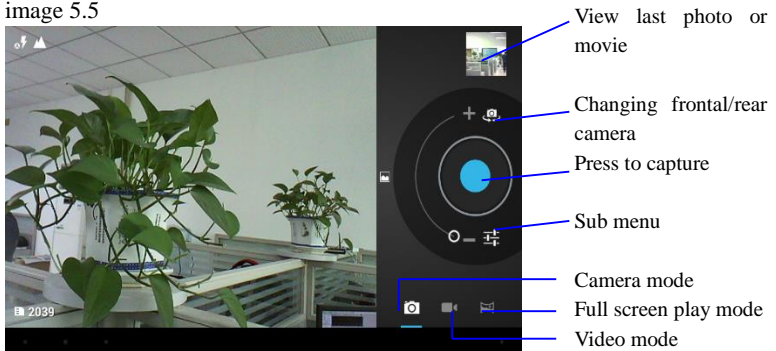 image 5.5
View last photo or
movie
Changing frontal/rear
camera
Press to capture
Sub menu
2039
Camera mode
Full screen play mode
Video mode